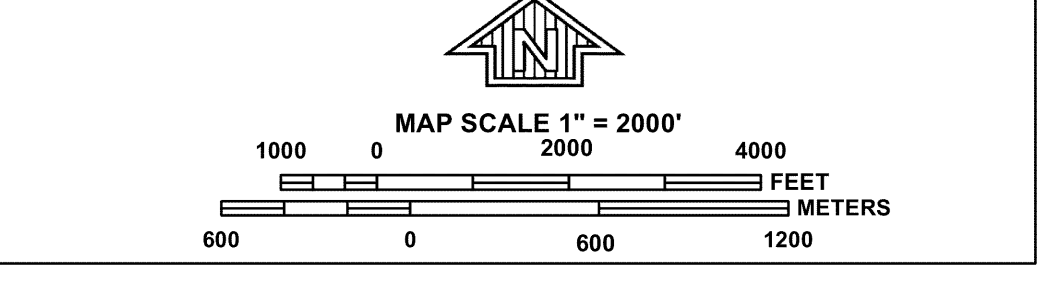 N
MAP SCALE 1" = 2000'
1000 0 2000 4000
FEET
METERS
600 0 600 1200